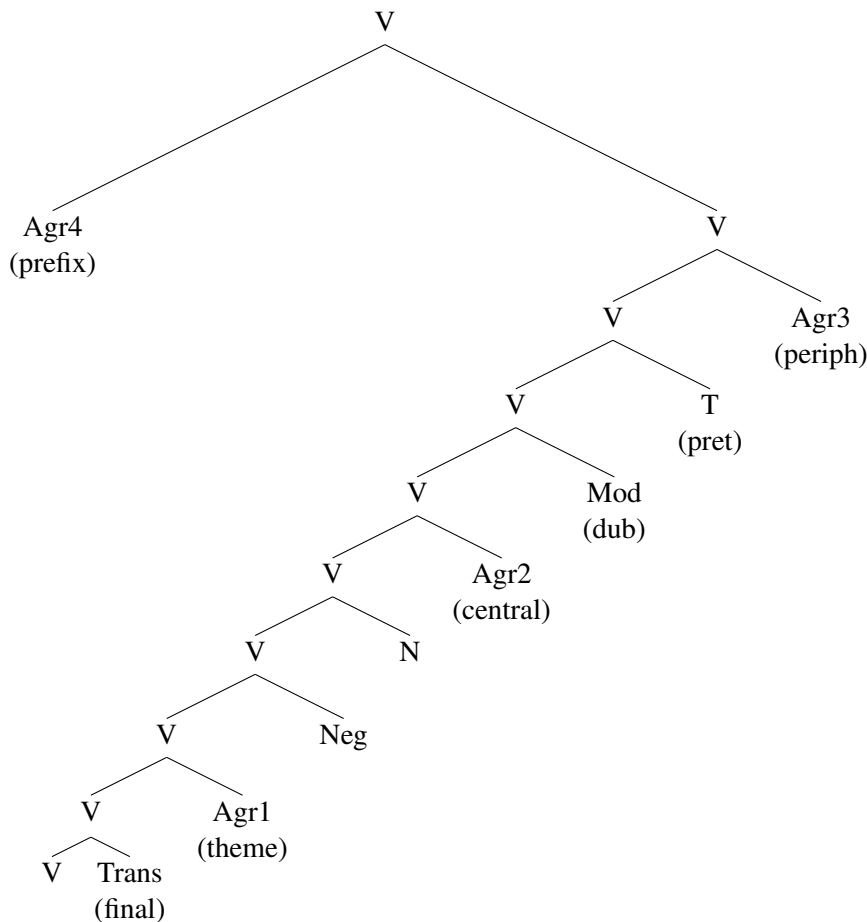 V
Agr4
(prefix)
V
V
Agr3
(periph)
V
T
(pret)
V
Mod
(dub)
V
Agr2
(central)
V
N
V
Neg
V
Agr1
(theme)
V
Trans
(final)